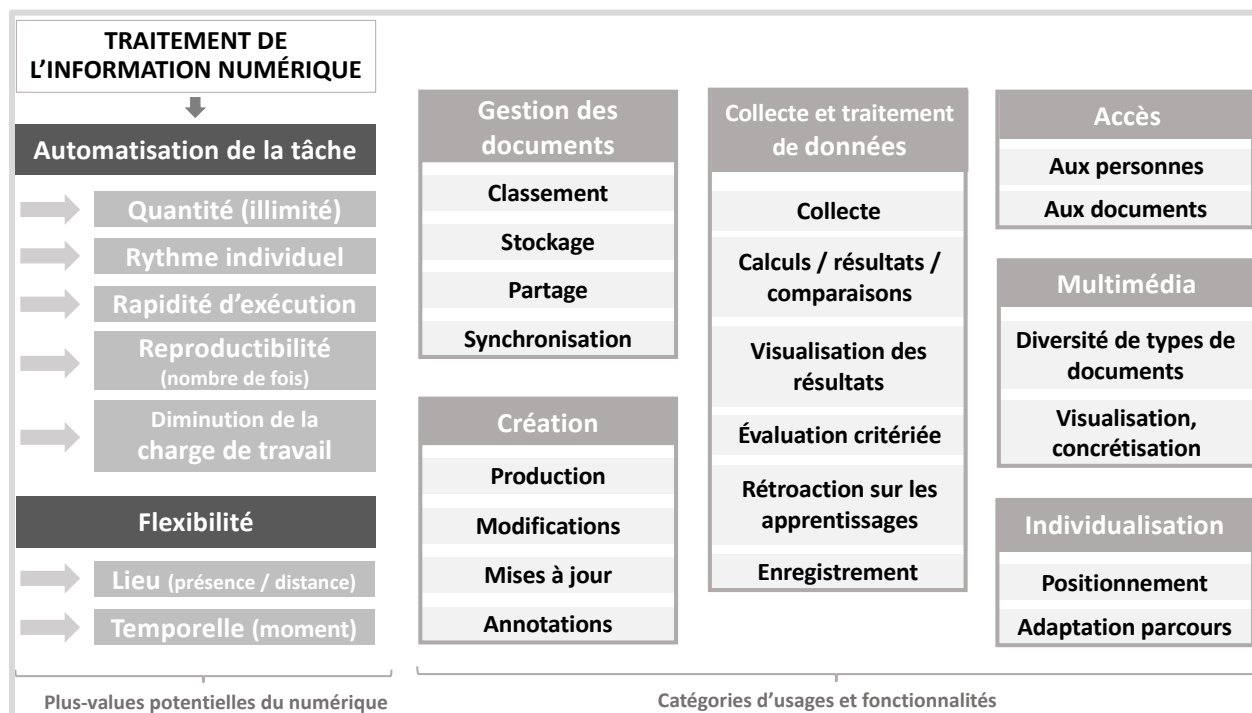 TRAITEMENT DE
L’INFORMATION NUMÉRIQUE
Automatisation de la tâche
Quantité (illimité)
Rythme individuel
Rapidité d’exécution
Reproductibilité
(nombre de fois)
Diminution de la
charge de travail
Flexibilité
Lieu (présence / distance)
Temporelle (moment)
Plus-values potentielles du numérique
Gestion des
documents
Classement
Stockage
Partage
Synchronisation
Création
Production
Modifications
Mises à jour
Annotations
Collecte et traitement
de données
Collecte
Calculs / résultats /
comparaisons
Visualisation des
résultats
Évaluation critériée
Rétroaction sur les
apprentissages
Enregistrement
Accès
Aux personnes
Aux documents
Multimédia
Diversité de types de
documents
Visualisation,
concrétisation
Individualisation
Positionnement
Adaptation parcours
Catégories d’usages et fonctionnalités